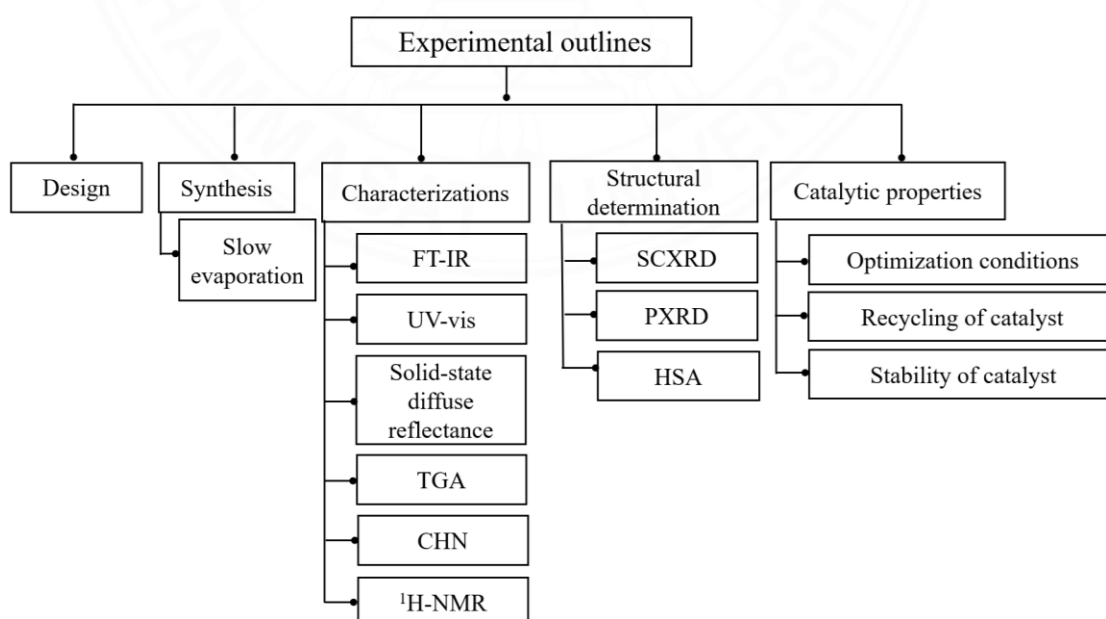 Experimental outlines
Design
Synthesis
Slow
evaporation
Characterizations
FT-IR
UV-vis
Solid-state
diffuse
reflectance
TGA
CHN
¹H-NMR
Structural
determination
SCXRD
PXRD
HSA
Catalytic properties
Optimization conditions
Recycling of catalyst
Stability of catalyst